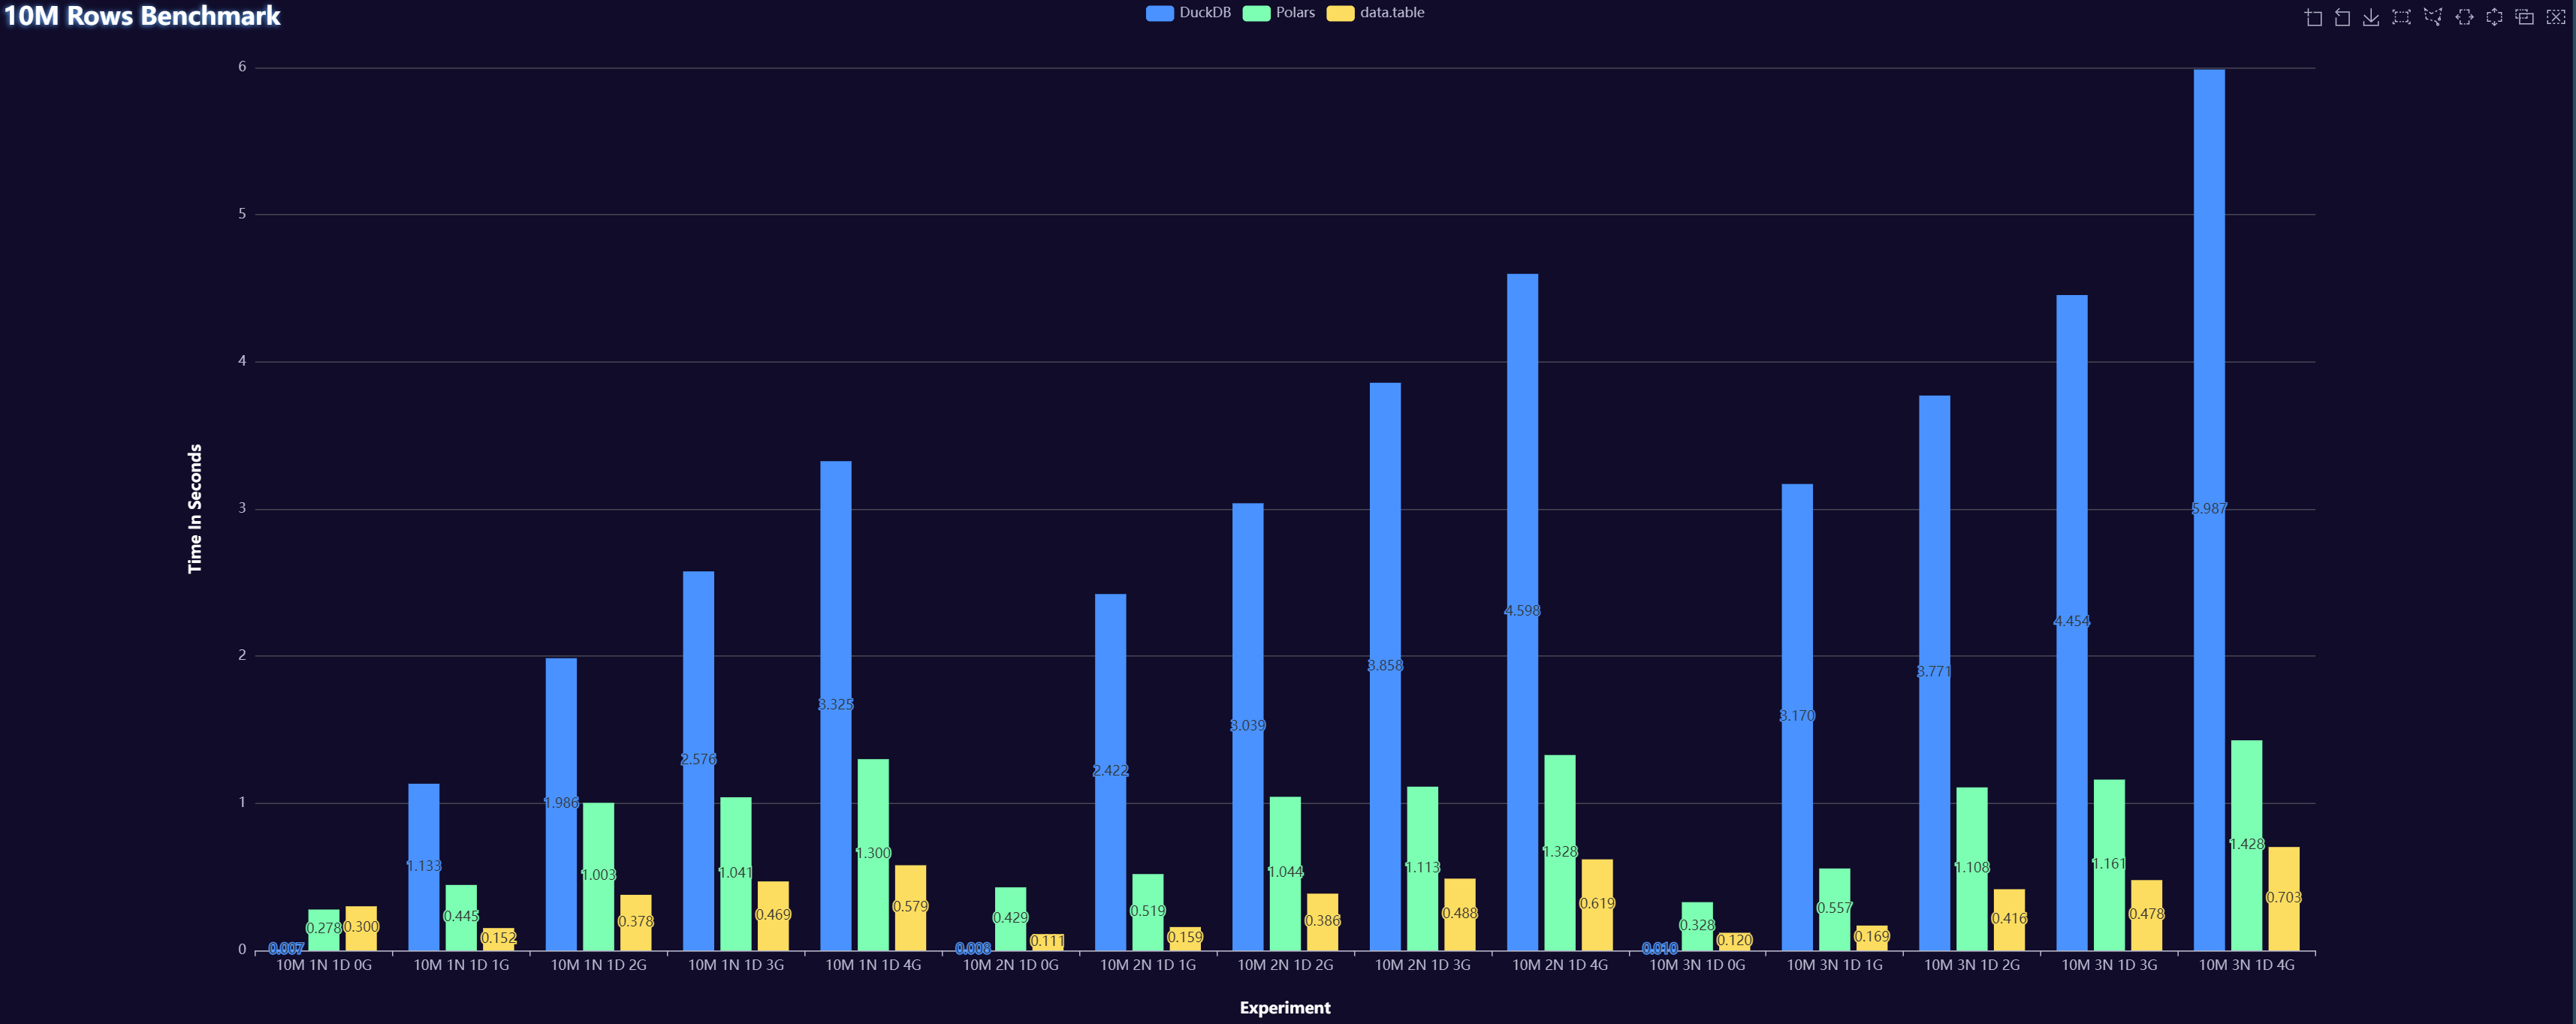 10M Rows Benchmark
DuckDB Polars data.table
6
5
4
3
2
1
0
Time In Seconds
0.007 0.278 0.300
1.133 0.445 0.152
1.986 1.003 0.378
2.576 1.041 0.469
3.325 1.300 0.579
0.008 0.429 0.111
2.422 0.519 0.159
3.039 1.044 0.386
3.858 1.113 0.488
4.598 1.328 0.619
0.010 0.328 0.120
3.170 0.557 0.169
3.771 1.108 0.416
4.454 1.161 0.478
5.987 1.428 0.703
10M 1N 1D 0G 10M 1N 1D 1G 10M 1N 1D 2G 10M 1N 1D 3G 10M 1N 1D 4G 10M 2N 1D 0G 10M 2N 1D 1G 10M 2N 1D 2G 10M 2N 1D 3G 10M 2N 1D 4G 10M 3N 1D 0G 10M 3N 1D 1G 10M 3N 1D 2G 10M 3N 1D 3G 10M 3N 1D 4G
Experiment